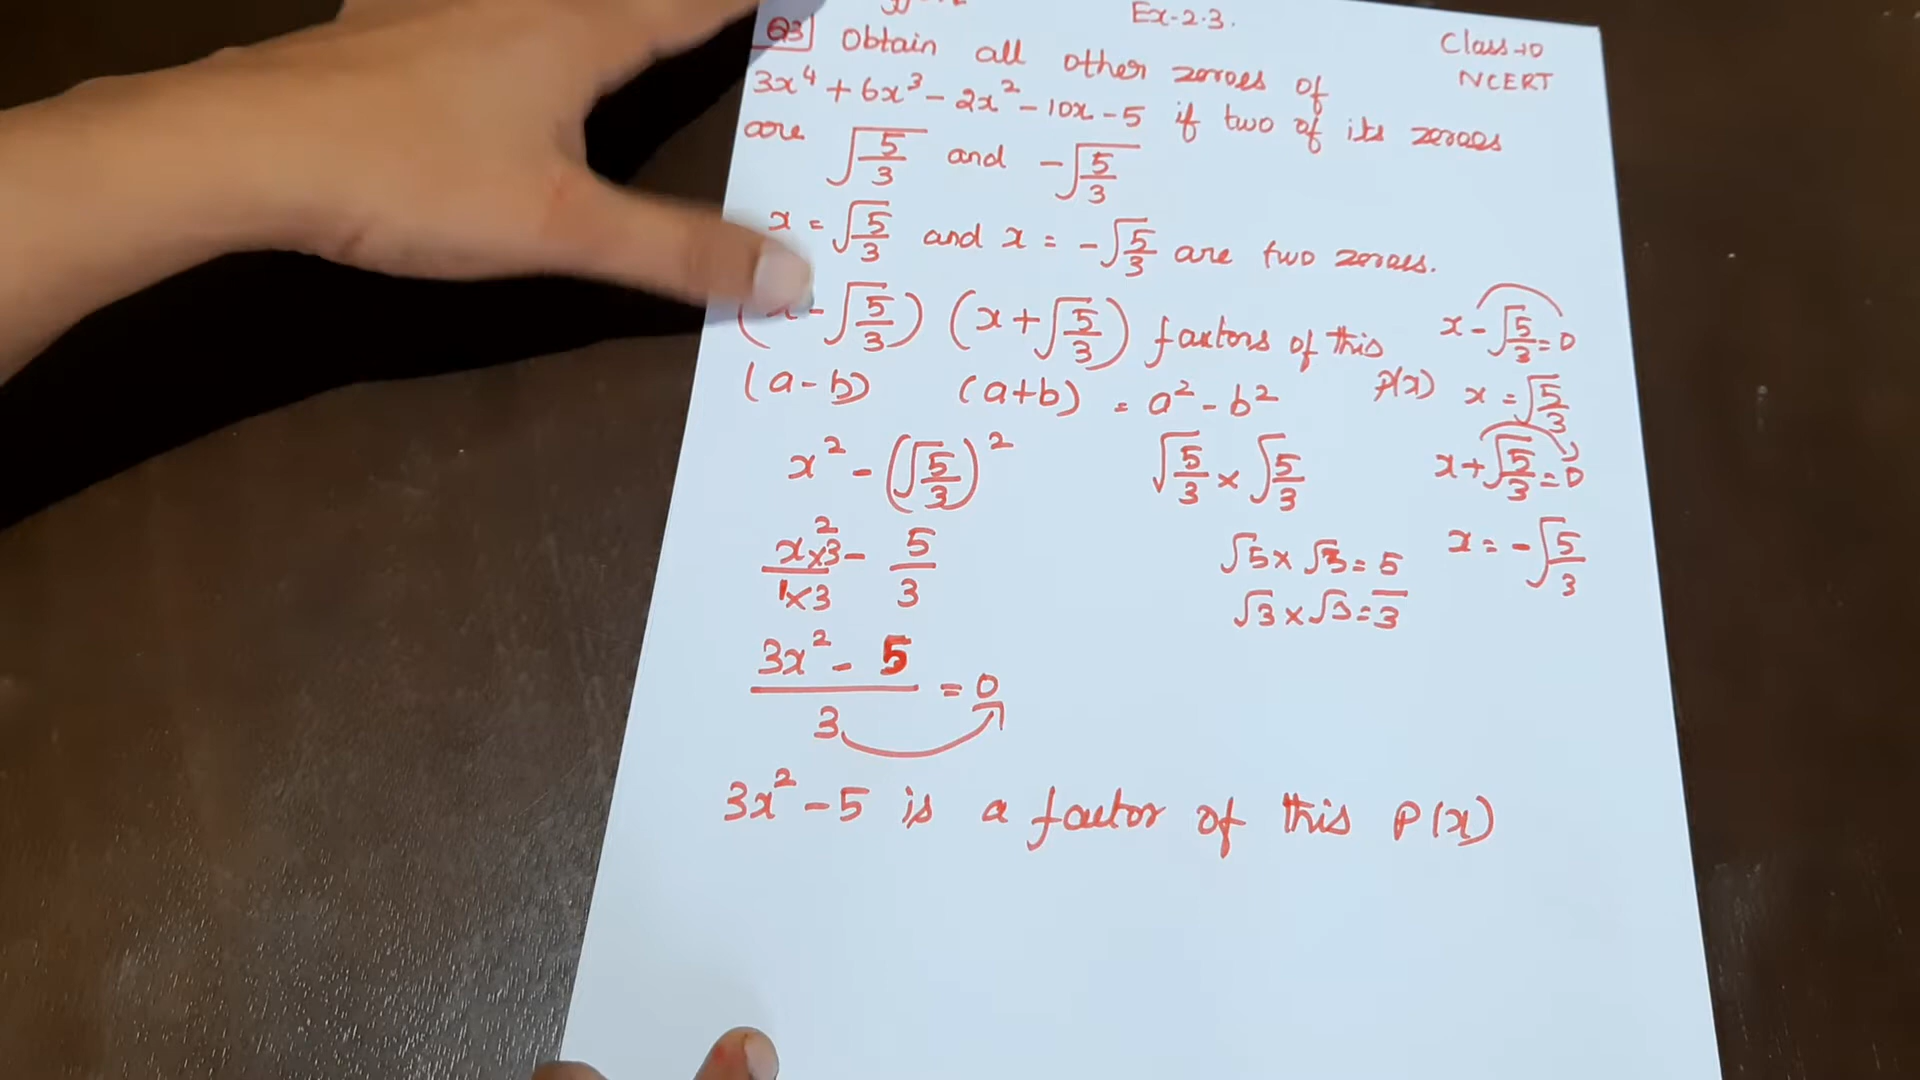 Ex-2.3.
Class-10
NCERT
Q3 Obtain all other zeroes of
3x⁴ + 6x³ - 2x² - 10x - 5 if two of its zeroes
are √5/3 and -√5/3
x = √5/3 and x = -√5/3 are two zeroes.
(x - √5/3) (x + √5/3) factors of this
P(x)
(a - b) (a+b) = a² - b²
x² - (√5/3)²
x²×3/1×3 - 5/3
3x² - 5/3 = 0
3x² - 5 is a factor of this P(x)
√5/3 × √5/3
√5 × √5 = 5
√3 × √3 = 3
x - √5/3 = 0
x = √5/3
x + √5/3 = 0
x = -√5/3